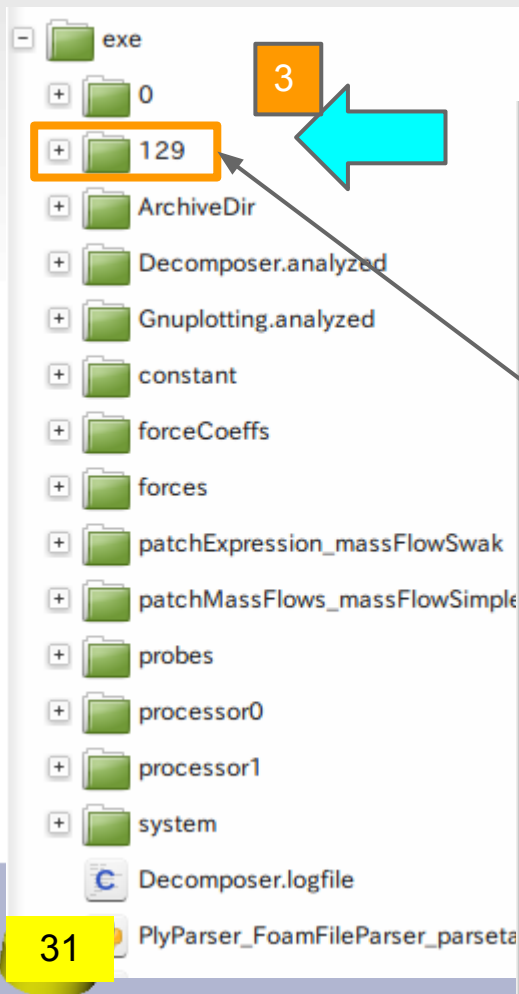 exe
3
0
129
ArchiveDir
Decomposer.analyzed
Gnuplotting.analyzed
constant
forceCoeffs
forces
patchExpression_massFlowSwak
patchMassFlows_massFlowSimple
probes
processor0
processor1
system
Decomposer.logfile
PlyParser_FoamFileParser_parseta
31